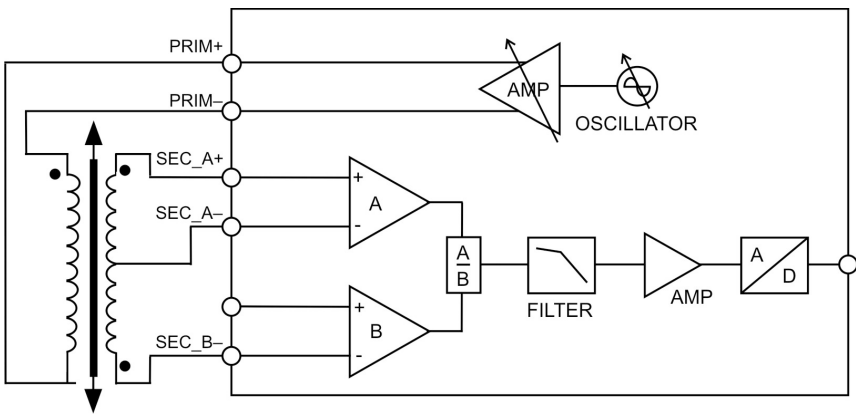 PRIM+
PRIM–
AMP
OSCILLATOR
SEC_A+
SEC_A–
+
A
-
A
B
FILTER
AMP
A
D
+
B
-
SEC_B–